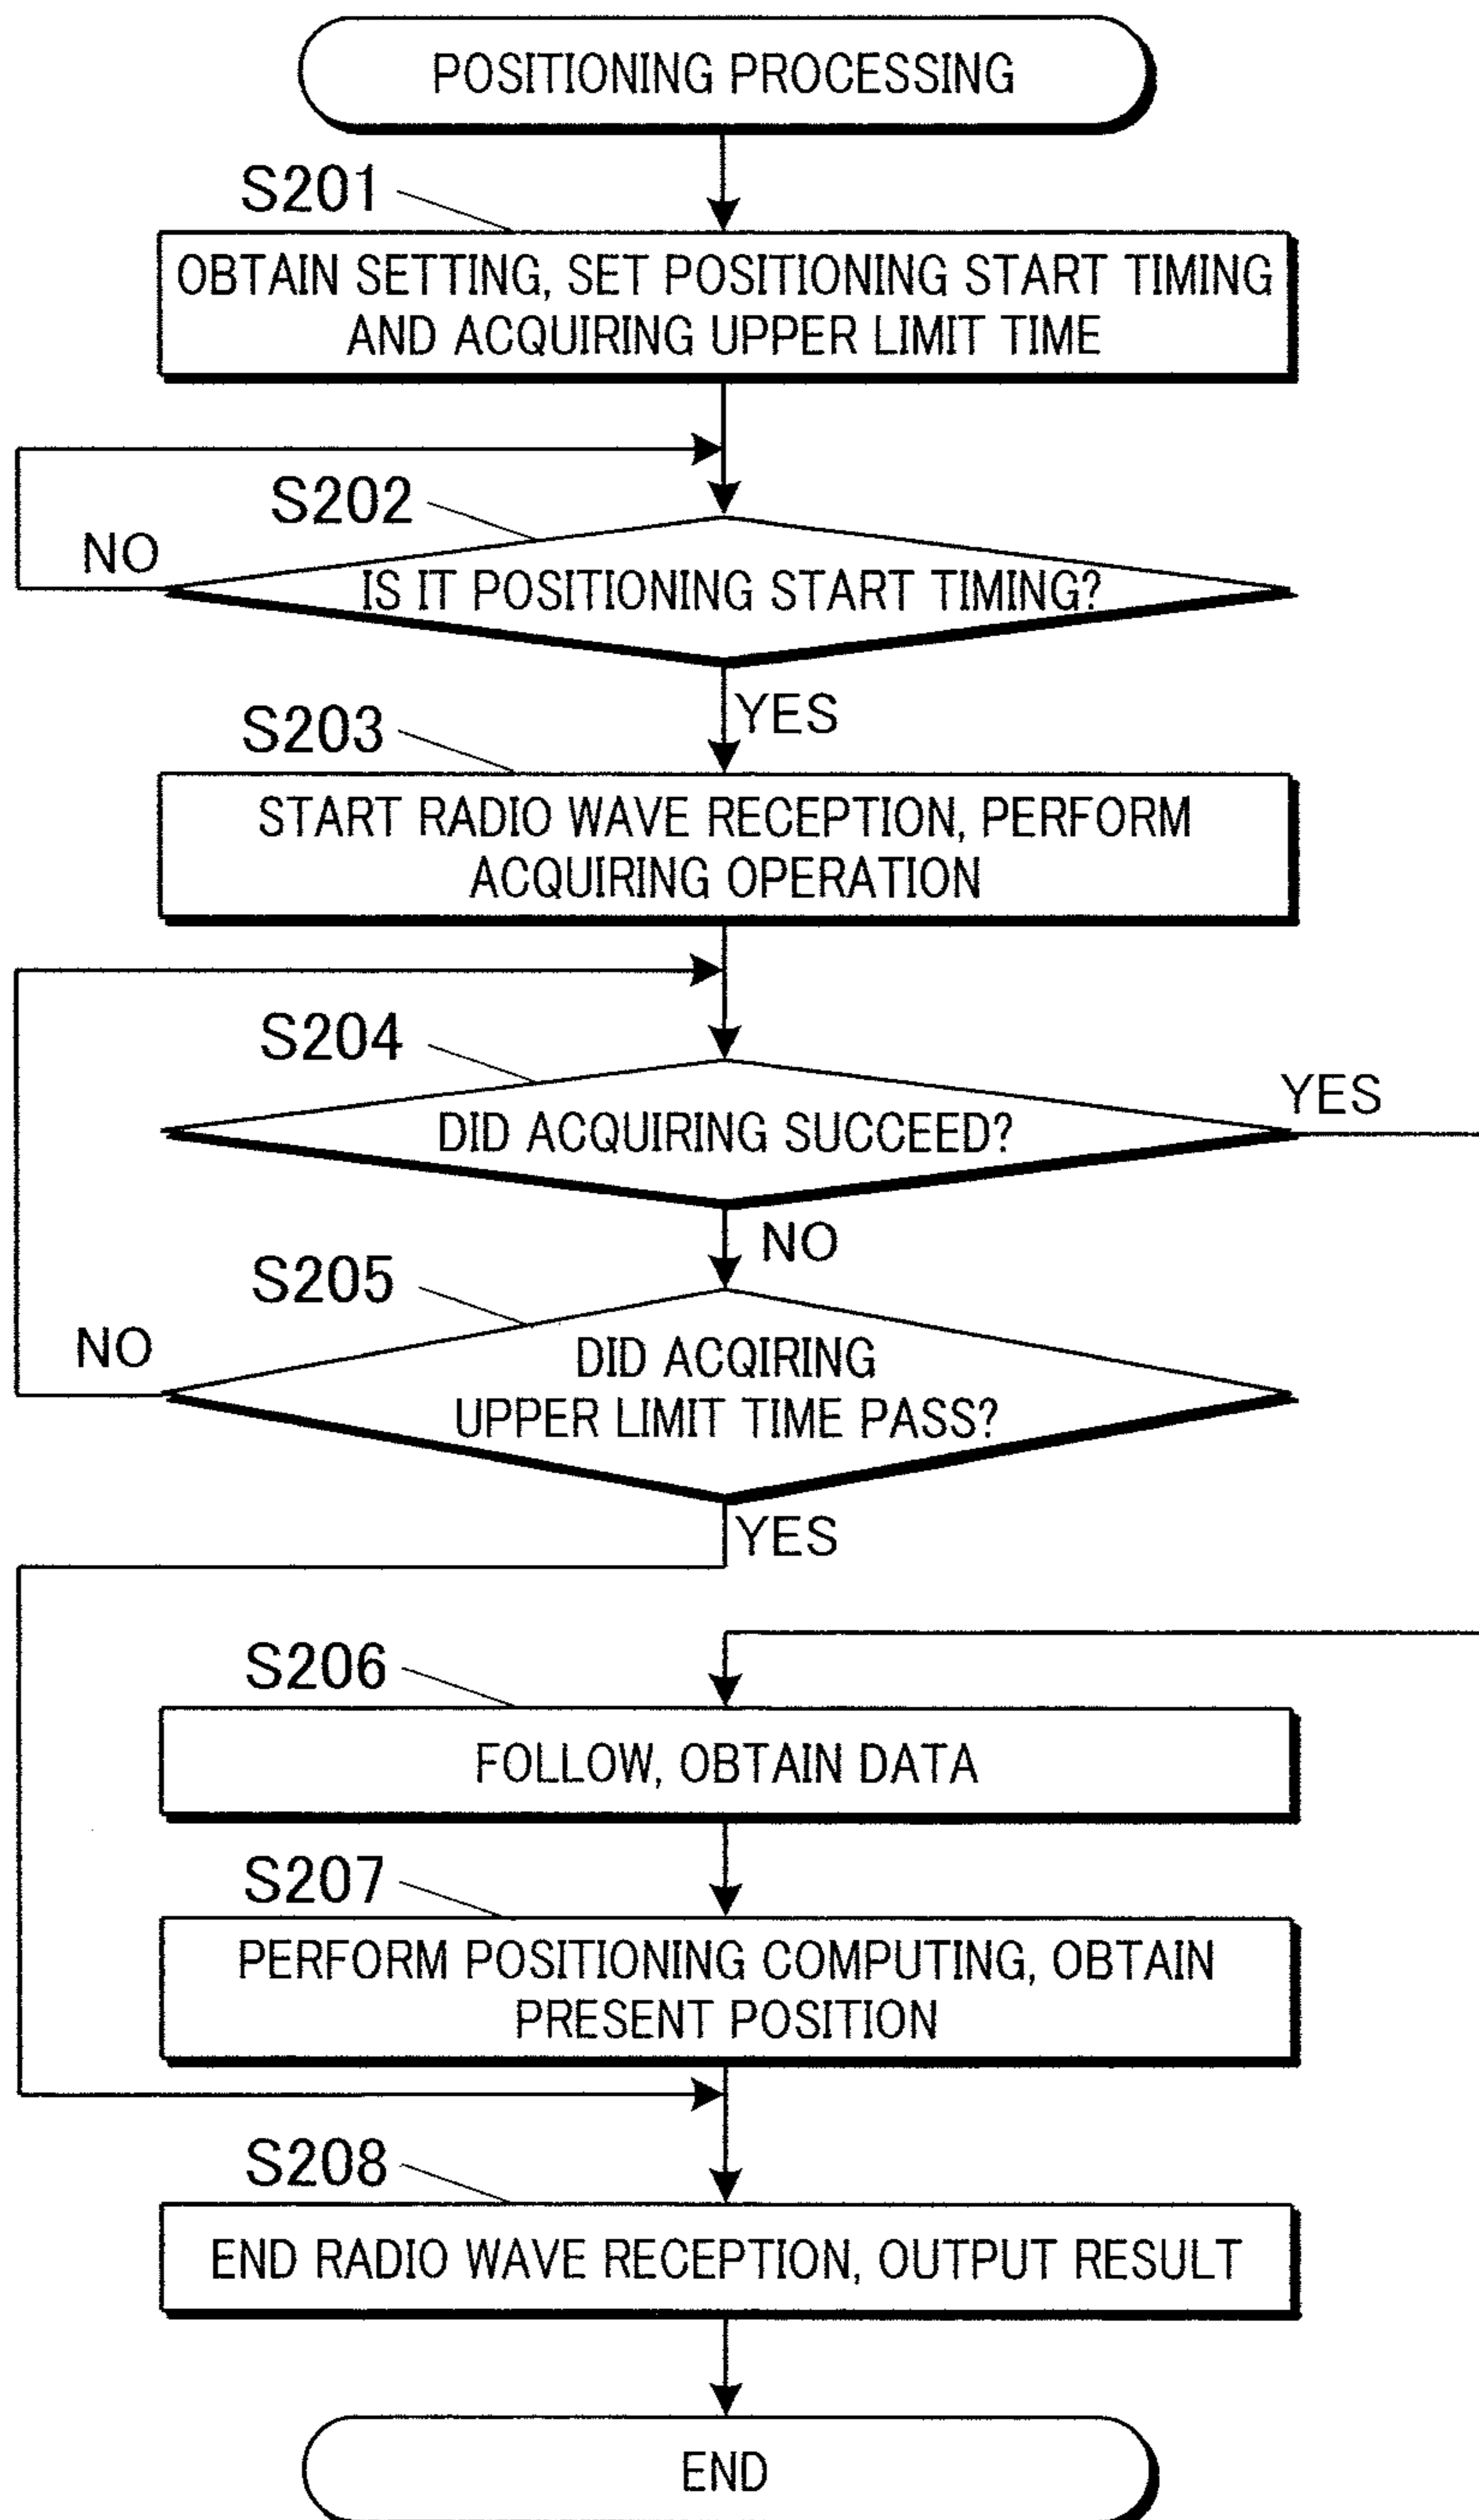 POSITIONING PROCESSING
S201
OBTAIN SETTING, SET POSITIONING START TIMING
AND ACQUIRING UPPER LIMIT TIME
S202
NO
IS IT POSITIONING START TIMING?
YES
S203
START RADIO WAVE RECEPTION, PERFORM
ACQUIRING OPERATION
S204
YES
DID ACQUIRING SUCCEED?
NO
S205
NO
DID ACQIRING
UPPER LIMIT TIME PASS?
YES
S206
FOLLOW, OBTAIN DATA
S207
PERFORM POSITIONING COMPUTING, OBTAIN
PRESENT POSITION
S208
END RADIO WAVE RECEPTION, OUTPUT RESULT
END